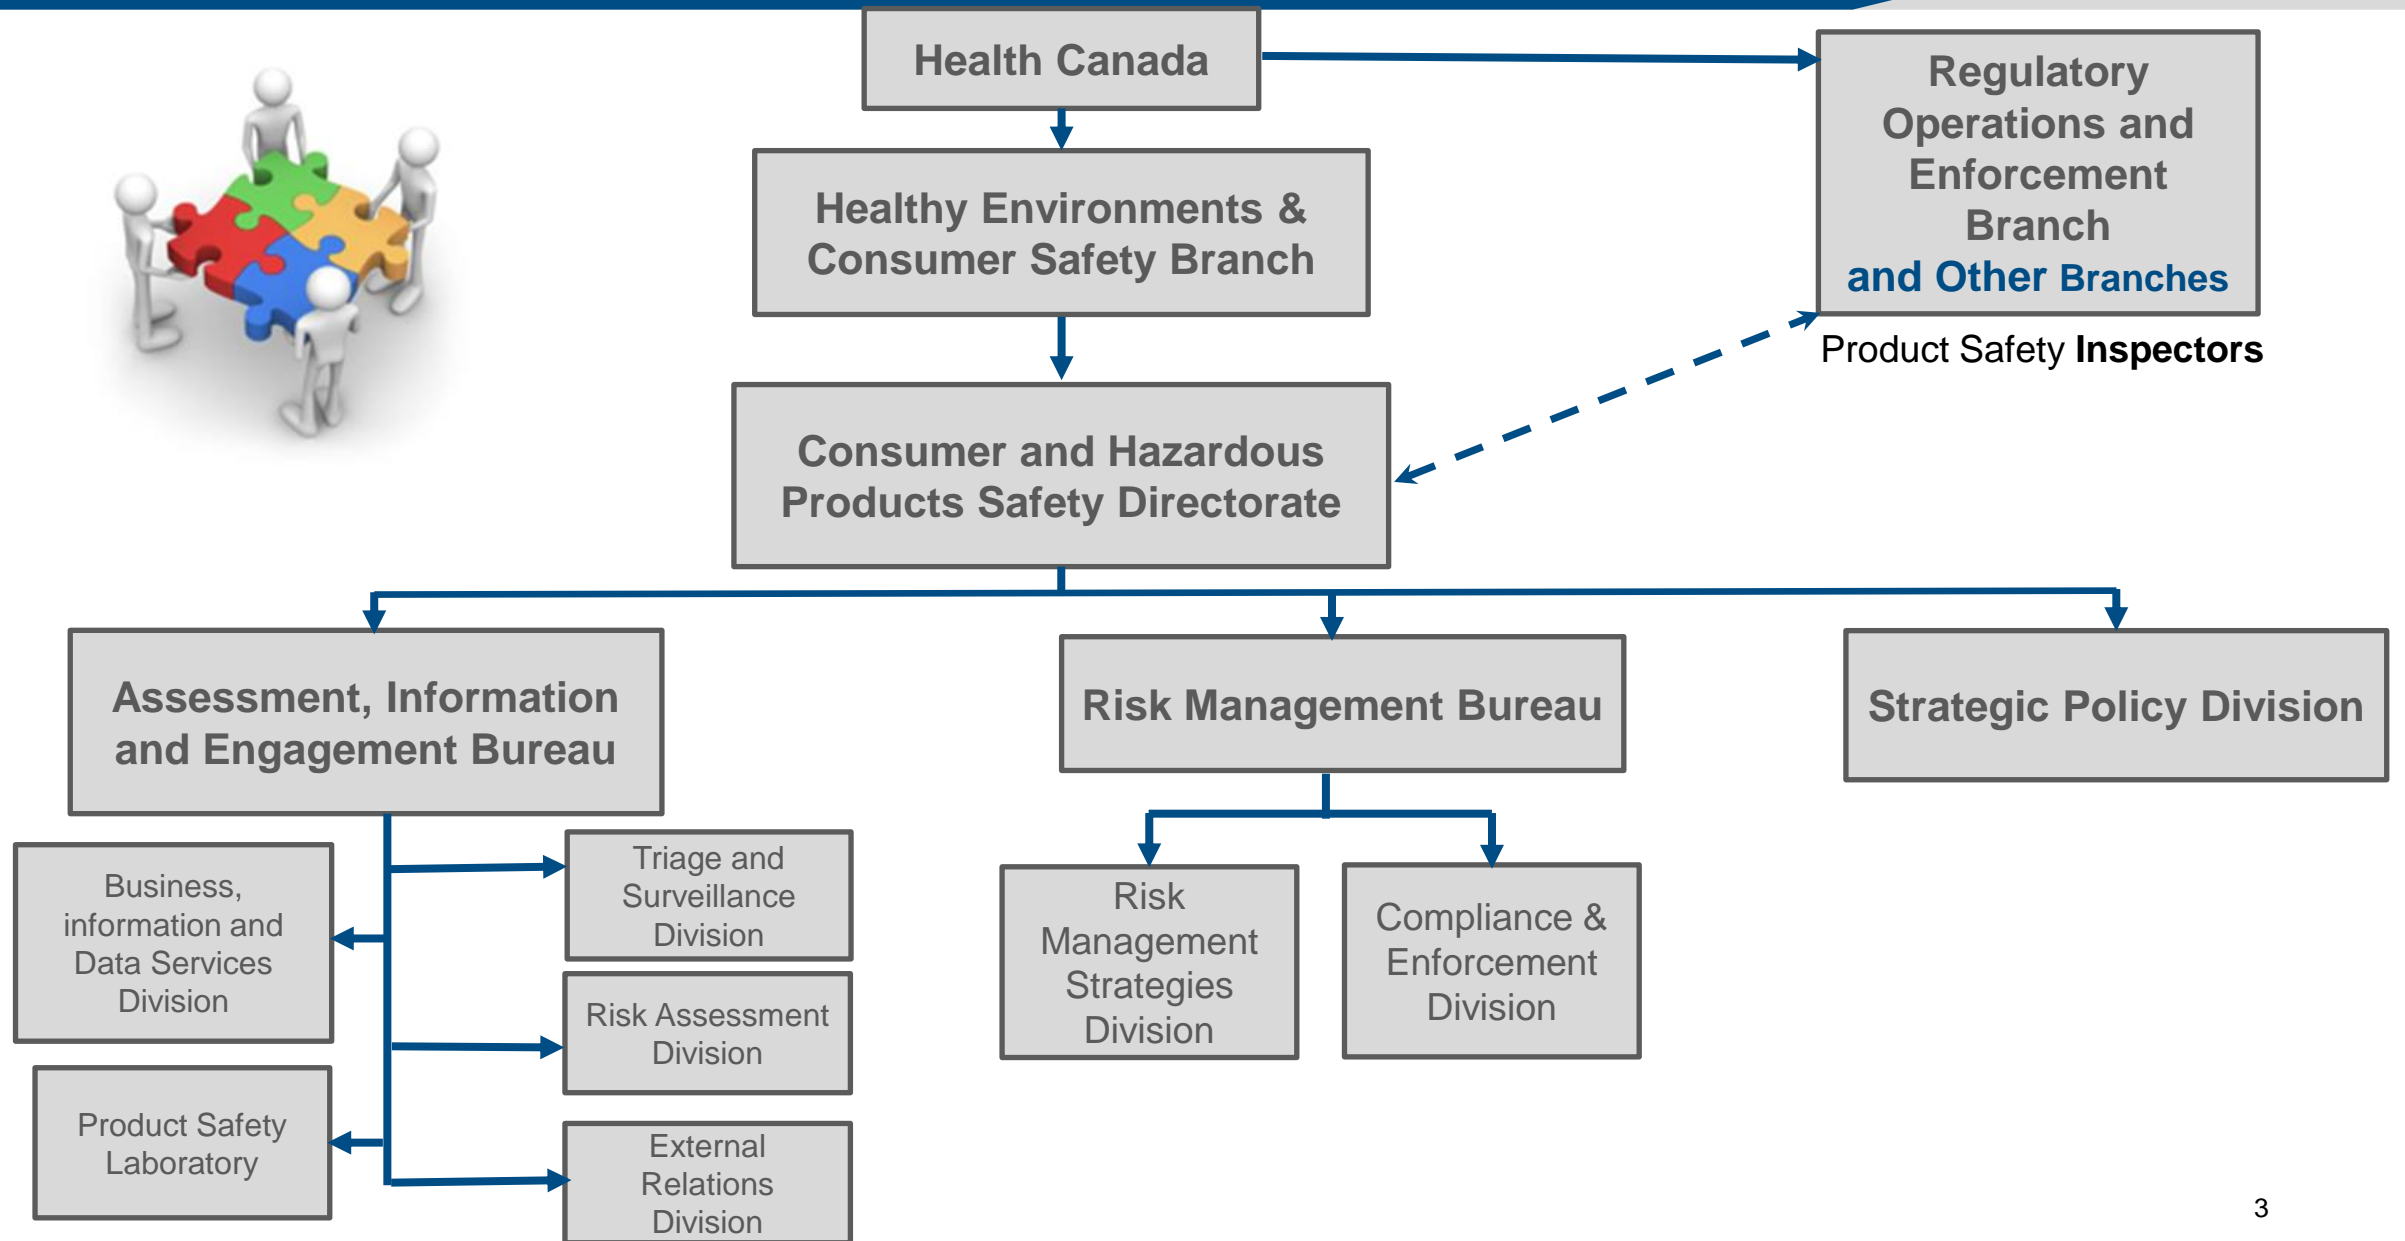 Health Canada
Regulatory
Operations and
Enforcement
Branch
and Other Branches
Product Safety Inspectors
Healthy Environments &
Consumer Safety Branch
Consumer and Hazardous
Products Safety Directorate
Assessment, Information
and Engagement Bureau
Risk Management Bureau
Strategic Policy Division
Business,
information and
Data Services
Division
Triage and
Surveillance
Division
Risk Assessment
Division
Product Safety
Laboratory
External
Relations
Division
Risk
Management
Strategies
Division
Compliance &
Enforcement
Division
3